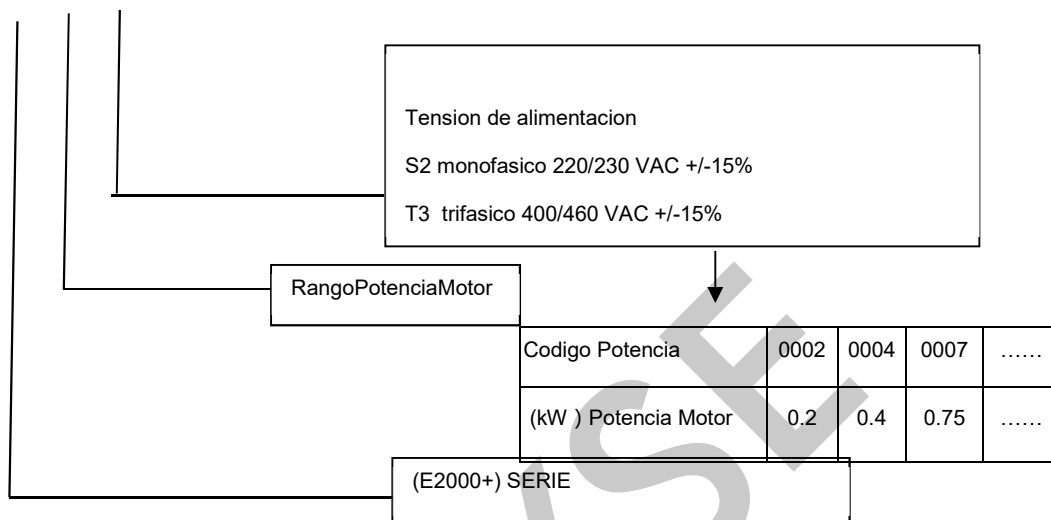 Tension de alimentacion
S2 monofasico 220/230 VAC +/-15%
T3 trifasico 400/460 VAC +/-15%
RangoPotenciaMotor
Codigo Potencia 0002 0004 0007 ……
(kW ) Potencia Motor 0.2 0.4 0.75 ……
(E2000+) SERIE